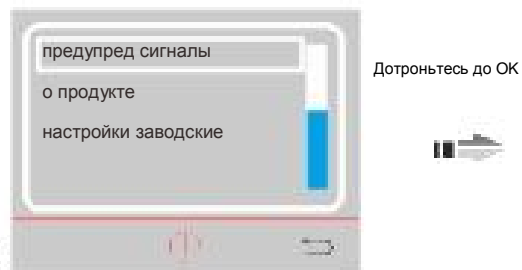 предупред сигналы
Дотроньтесь до OK
о продукте
настройки заводские